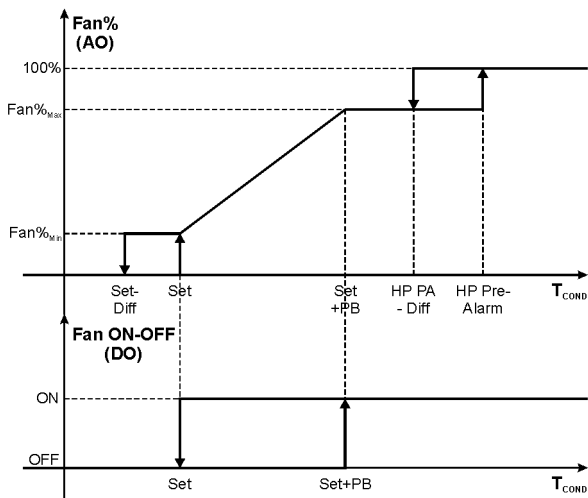 Fan%
(AO)
100%
Fan%Max
Fan%Min
Set-
Diff
Set
Set
+PB
HP PA
- Diff
HP Pre-
Alarm
TCOND
Fan ON-OFF
(DO)
ON
OFF
Set
Set+PB
TCOND